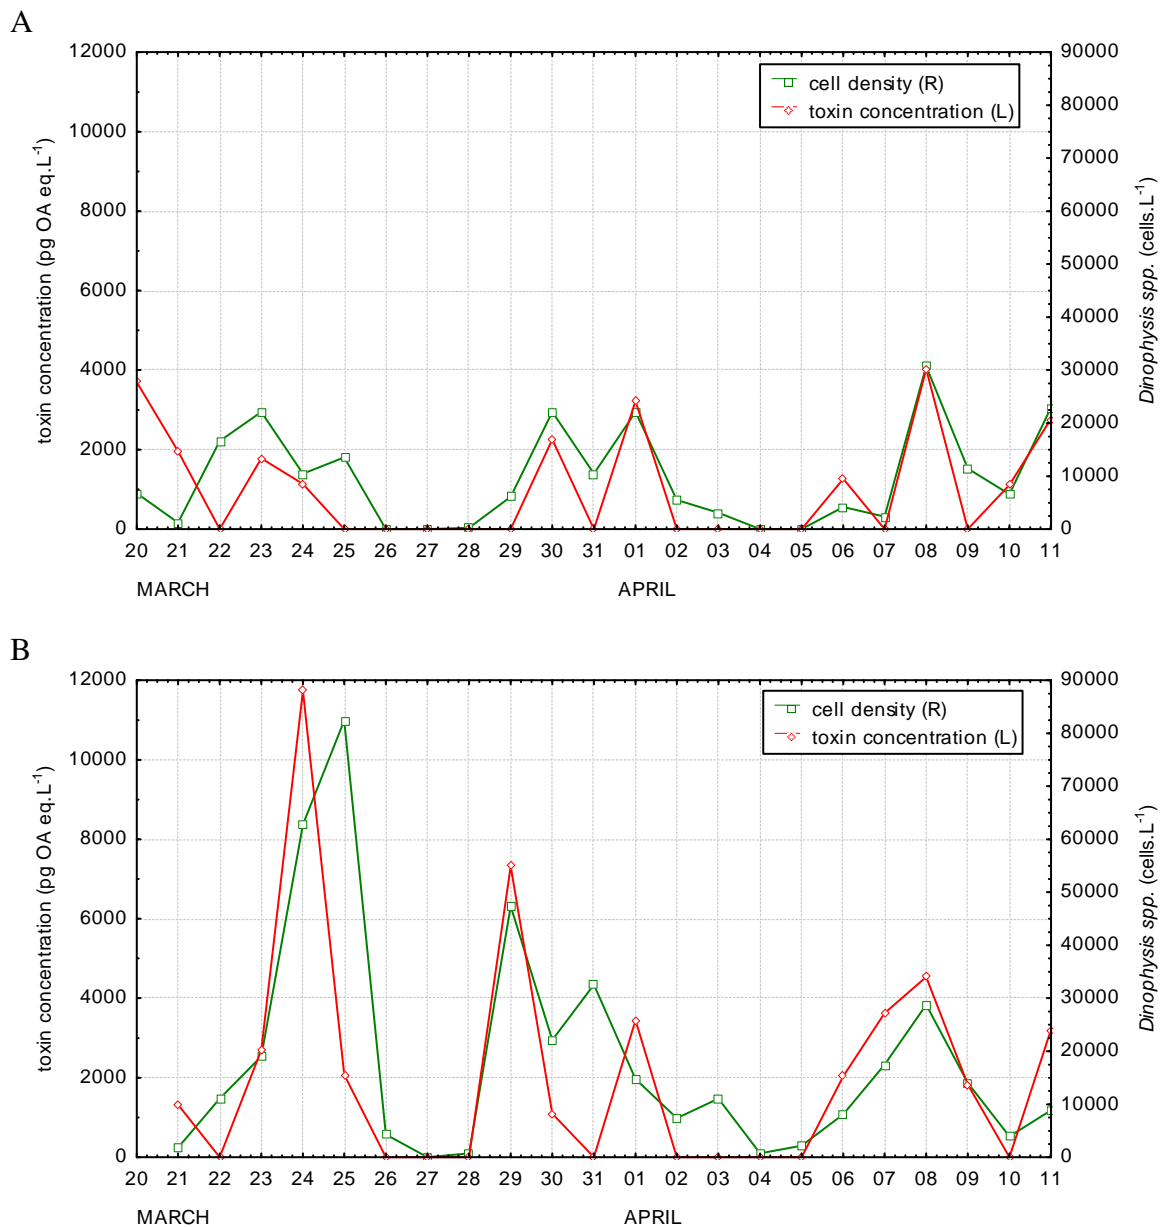 A
12000
10000
8000
6000
4000
2000
0
toxin concentration (pg OA eq.L-1)
cell density (R)
toxin concentration (L)
90000
80000
70000
60000
50000
40000
30000
20000
10000
0
Dinophysis spp. (cells.L-1)
20 21 22 23 24 25 26 27 28 29 30 31 01 02 03 04 05 06 07 08 09 10 11
MARCH APRIL
B
12000
10000
8000
6000
4000
2000
0
toxin concentration (pg OA eq.L-1)
cell density (R)
toxin concentration (L)
90000
80000
70000
60000
50000
40000
30000
20000
10000
0
Dinophysis spp. (cells.L-1)
20 21 22 23 24 25 26 27 28 29 30 31 01 02 03 04 05 06 07 08 09 10 11
MARCH APRIL